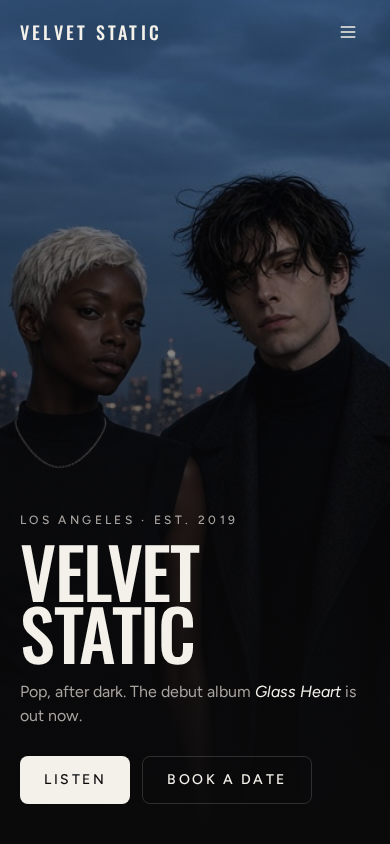 VELVET STATIC
LOS ANGELES · EST. 2019
VELVET
STATIC
Pop, after dark. The debut album Glass Heart is
out now.
LISTEN
BOOK A DATE